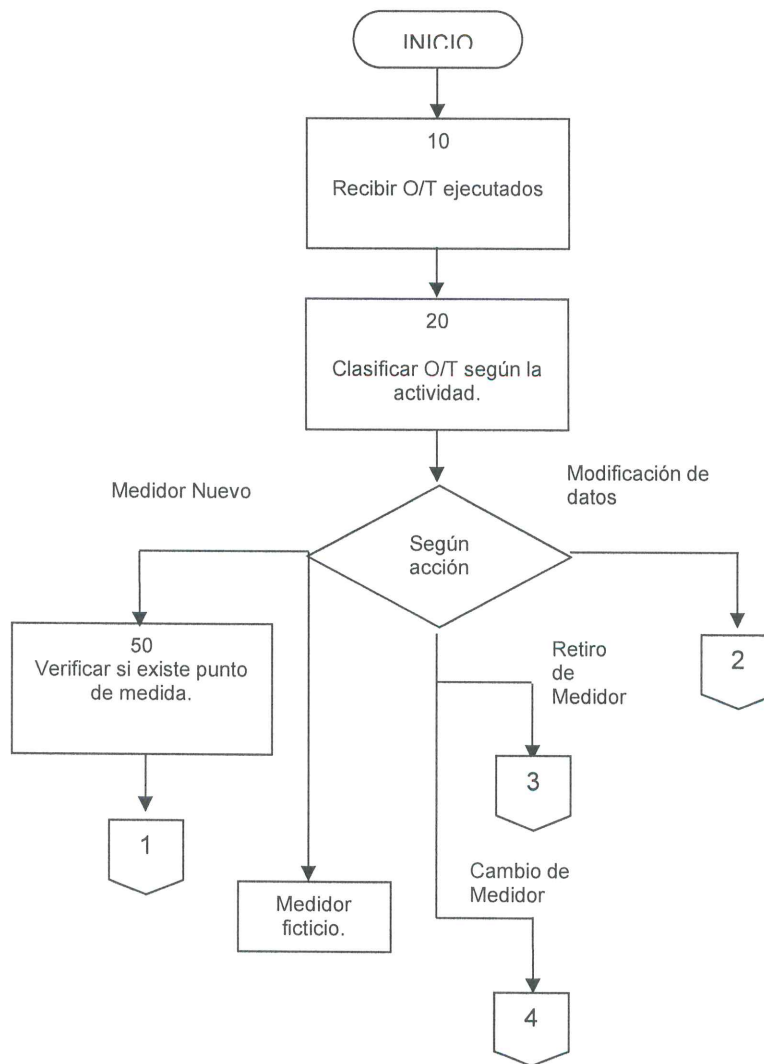 INICIO
10
Recibir O/T ejecutados
20
Clasificar O/T según la
actividad.
Medidor Nuevo
Modificación de
datos
Según
acción
50
Verificar si existe punto
de medida.
Retiro
de
Medidor
2
3
1
Cambio de
Medidor
Medidor
ficticio.
4